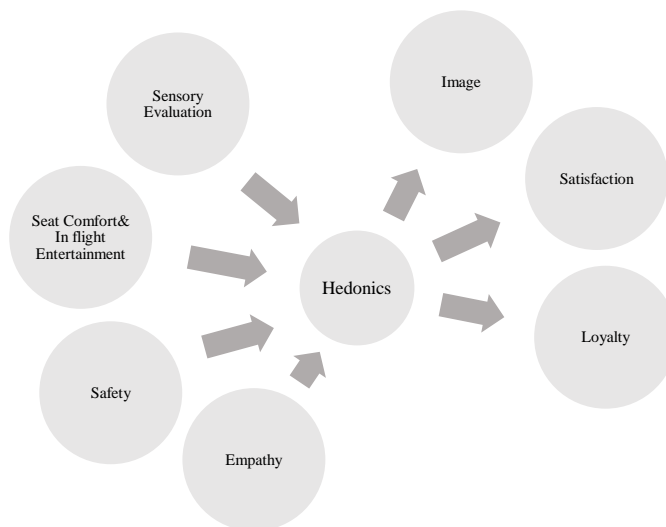 Sensory
Evaluation
Seat Comfort&
In flight
Entertainment
Safety
Empathy
Hedonics
Image
Satisfaction
Loyalty